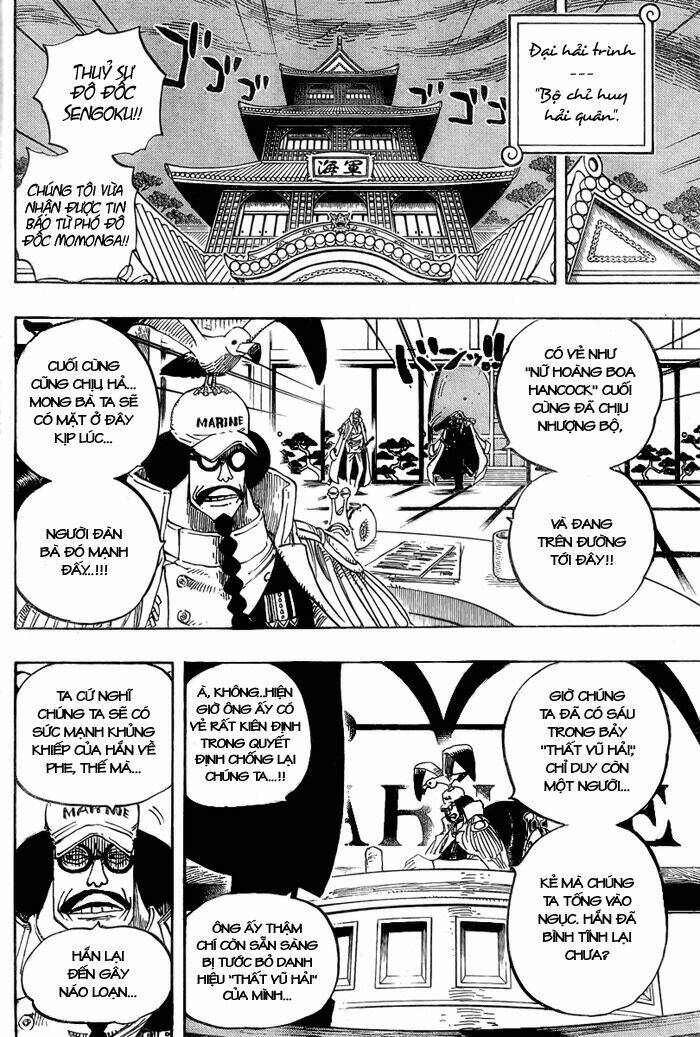 Đại hải trình
---
"Bộ chỉ huy
hải quân".
THUỶ SƯ
ĐÔ ĐỐC
SENGOKU!!
CHÚNG TÔI VỪA
NHẬN ĐƯỢC TIN
BÁO TỪ PHÓ ĐÔ
ĐỐC MOMONGA!!
ゴゴゴ
ゴゴゴ
海軍
CÓ VẺ NHƯ
"NỮ HOÀNG BOA
HANCOCK" CUỐI
CÙNG ĐÃ CHỊU
NHƯỢNG BỘ,
VÀ ĐANG
TRÊN ĐƯỜNG
TỚI ĐÂY!!
CUỐI CÙNG
CŨNG CHỊU, HẢ...
MONG BÀ TA SẼ
CÓ MẶT Ở ĐÂY
KỊP LÚC...
MARINE
NGƯỜI ĐÀN
BÀ ĐÓ MẠNH
ĐẤY...!!!
GIỜ CHÚNG
TA ĐÃ CÓ SÁU
TRONG BẢY
"THẤT VŨ HẢI",
CHỈ DUY CÒN
MỘT NGƯỜI...
KẺ MÀ CHÚNG
TA TỐNG VÀO
NGỤC. HẮN ĐÃ
BÌNH TĨNH LẠI
CHƯA?
À, KHÔNG..HIỆN
GIỜ ÔNG ẤY CÓ
VẺ RẤT KIÊN ĐỊNH
TRONG QUYẾT
ĐỊNH CHỐNG LẠI
CHÚNG TA...!!
ÔNG ẤY THẬM
CHÍ CÒN SẴN SÀNG
BỊ TƯỚC BỎ DANH
HIỆU "THẤT VŨ HẢI"
CỦA MÌNH...
TA CỨ NGHĨ
CHÚNG TA SẼ CÓ
SỨC MẠNH KHỦNG
KHIẾP CỦA HẮN VỀ
PHE, THẾ MÀ...
MARINE
HẮN LẠI
ĐẾN GÂY
NÁO LOẠN...